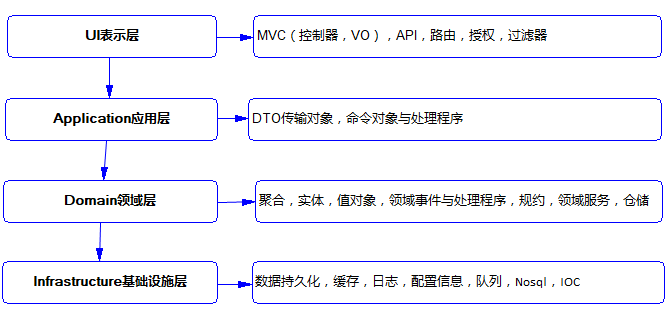 UI表示层
MVC（控制器，VO），API，路由，授权，过滤器
Application应用层
DTO传输对象，命令对象与处理程序
Domain领域层
聚合，实体，值对象，领域事件与处理程序，规约，领域服务，仓储
Infrastructure基础设施层
数据持久化，缓存，日志，配置信息，队列，Nosql，IOC